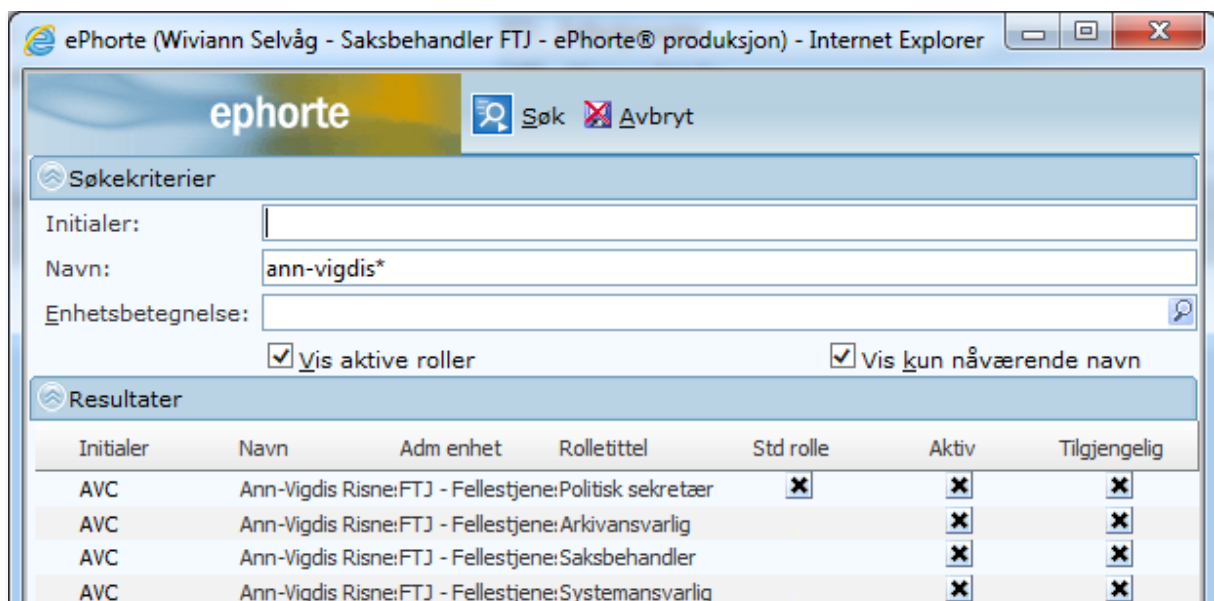 ePhorte (Wiviann Selvåg - Saksbehandler FTJ - ePhorte® produksjon) - Internet Explorer
ephorte Søk Avbryt
Søkekriterier
Initialer:
Navn: ann-vigdis*
Enhetsbetegnelse:
Vis aktive roller Vis kun nåværende navn
Resultater
Initialer Navn Adm enhet Rolletittel Std rolle Aktiv Tilgjengelig
AVC Ann-Vigdis Risne FTJ - Fellestjene Politisk sekretær
AVC Ann-Vigdis Risne FTJ - Fellestjene Arkivansvarlig
AVC Ann-Vigdis Risne FTJ - Fellestjene Saksbehandler
AVC Ann-Vigdis Risne FTJ - Fellestjene Systemansvarlig